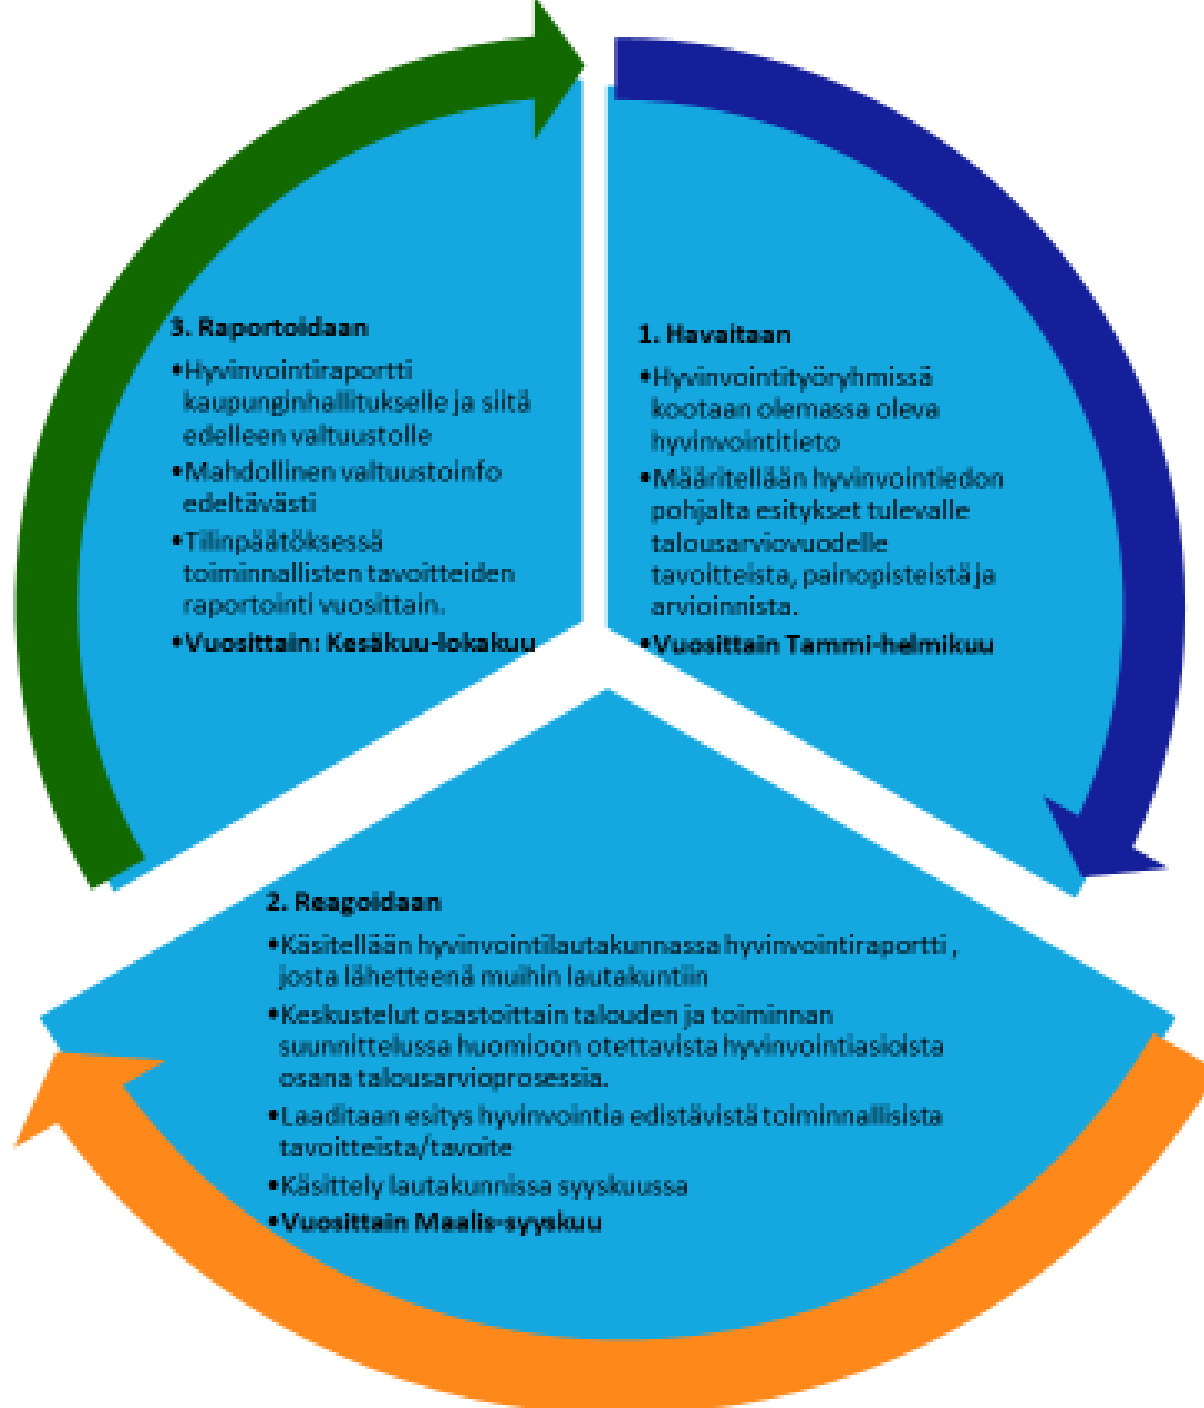 1. Havaitaan
•Hyvinvointityöryhmissä
kootaan olemassa oleva
hyvinvointitieto
•Määritellään hyvinvointiedon
pohjalta esitykset tulevalle
talousarviovuodelle
tavoitteista, painopisteistä ja
arvioinnista.
•Vuosittain Tammi-helmikuu
2. Reagoidaan
•Käsitellään hyvinvointilautakunnassa hyvinvointiraportti ,
josta lähetteenä muihin lautakuntiin
•Keskustelut osastoittain talouden ja toiminnan
suunnittelussa huomioon otettavista hyvinvointiasioista
osana talousarvioprosessia.
•Laaditaan esitys hyvinvointia edistävistä toiminnallisista
tavoitteista/tavoite
•Käsittely lautakunnissa syyskuussa
•Vuosittain Maalis-syyskuu
3. Raportoidaan
•Hyvinvointiraportti
kaupunginhallitukselle ja siitä
edelleen valtuustolle
•Mahdollinen valtuustoinfo
edeltävästi
•Tilinpäätöksessä
toiminnallisten tavoitteiden
raportointi vuosittain.
•Vuosittain: Kesäkuu-lokakuu